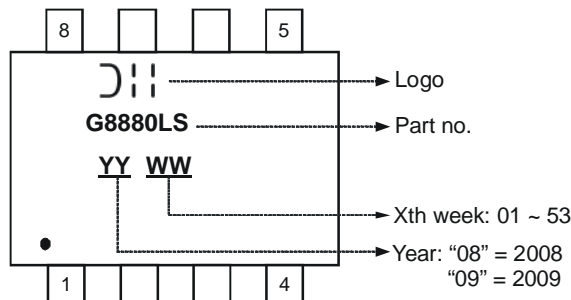 8 5
Logo
G8880LS
Part no.
YY WW
Xth week: 01 ~ 53
Year: “08” = 2008
“09” = 2009
1 4